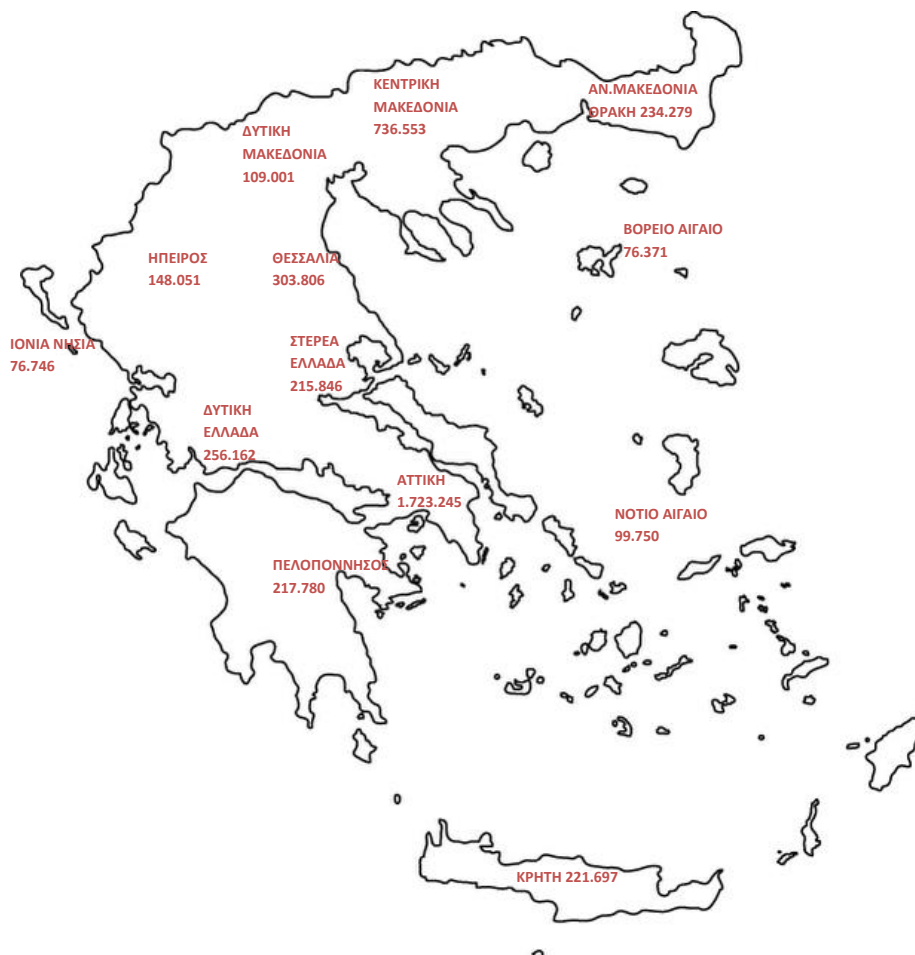 ΚΕΝΤΡΙΚΗ
ΜΑΚΕΔΟΝΙΑ
736.553
ΑΝ.ΜΑΚΕΔΟΝΙΑ
ΘΡΑΚΗ 234.279
ΔΥΤΙΚΗ
ΜΑΚΕΔΟΝΙΑ
109.001
ΒΟΡΕΙΟ ΑΙΓΑΙΟ
76.371
ΗΠΕΙΡΟΣ
148.051
ΘΕΣΣΑΛΙΑ
303.806
ΙΟΝΙΑ ΝΗΣΙΑ
76.746
ΣΤΕΡΕΑ
ΕΛΛΑΔΑ
215.846
ΔΥΤΙΚΗ
ΕΛΛΑΔΑ
256.162
ΑΤΤΙΚΗ
1.723.245
ΝΟΤΙΟ ΑΙΓΑΙΟ
99.750
ΠΕΛΟΠΟΝΝΗΣΟΣ
217.780
ΚΡΗΤΗ 221.697